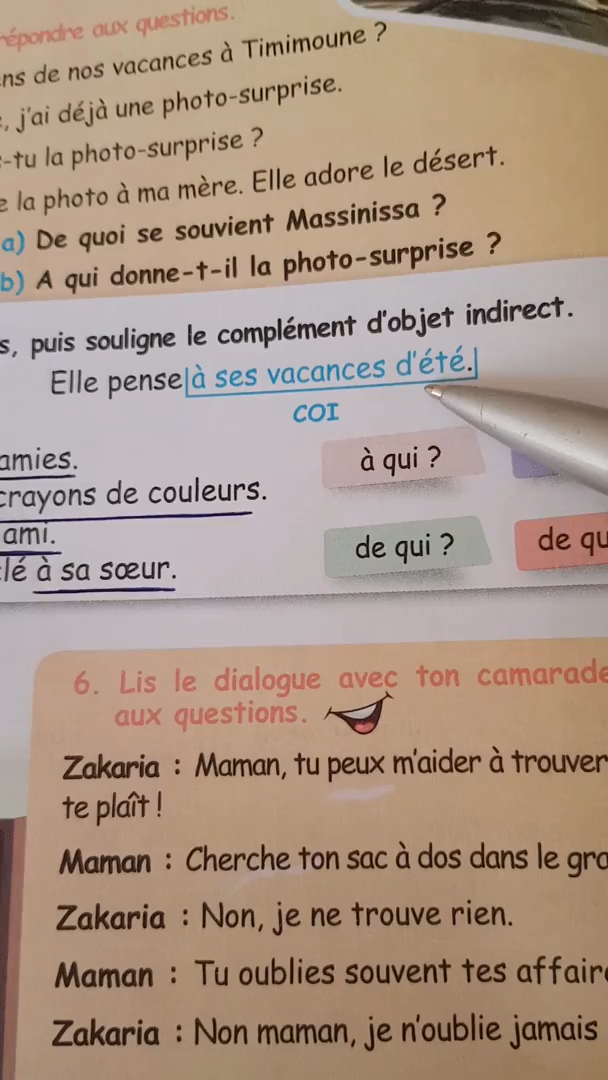 répondre aux questions.
de nos vacances à Timimoune ?
j'ai déjà une photo-surprise.
-tu la photo-surprise ?
la photo à ma mère. Elle adore le désert.
a) De quoi se souvient Massinissa ?
b) A qui donne-t-il la photo-surprise ?
puis souligne le complément d'objet indirect.
Elle pense à ses vacances d'été.
COI
amies.
crayons de couleurs.
ami.
à sa sœur.
à qui ?
de qui ?
de
6. Lis le dialogue avec ton camarade
aux questions.
Zakaria : Maman, tu peux m'aider à trouver
te plaît !
Maman : Cherche ton sac à dos dans le
Zakaria : Non, je ne trouve rien.
Maman : Tu oublies souvent tes
Zakaria : Non maman, je n'oublie jamais